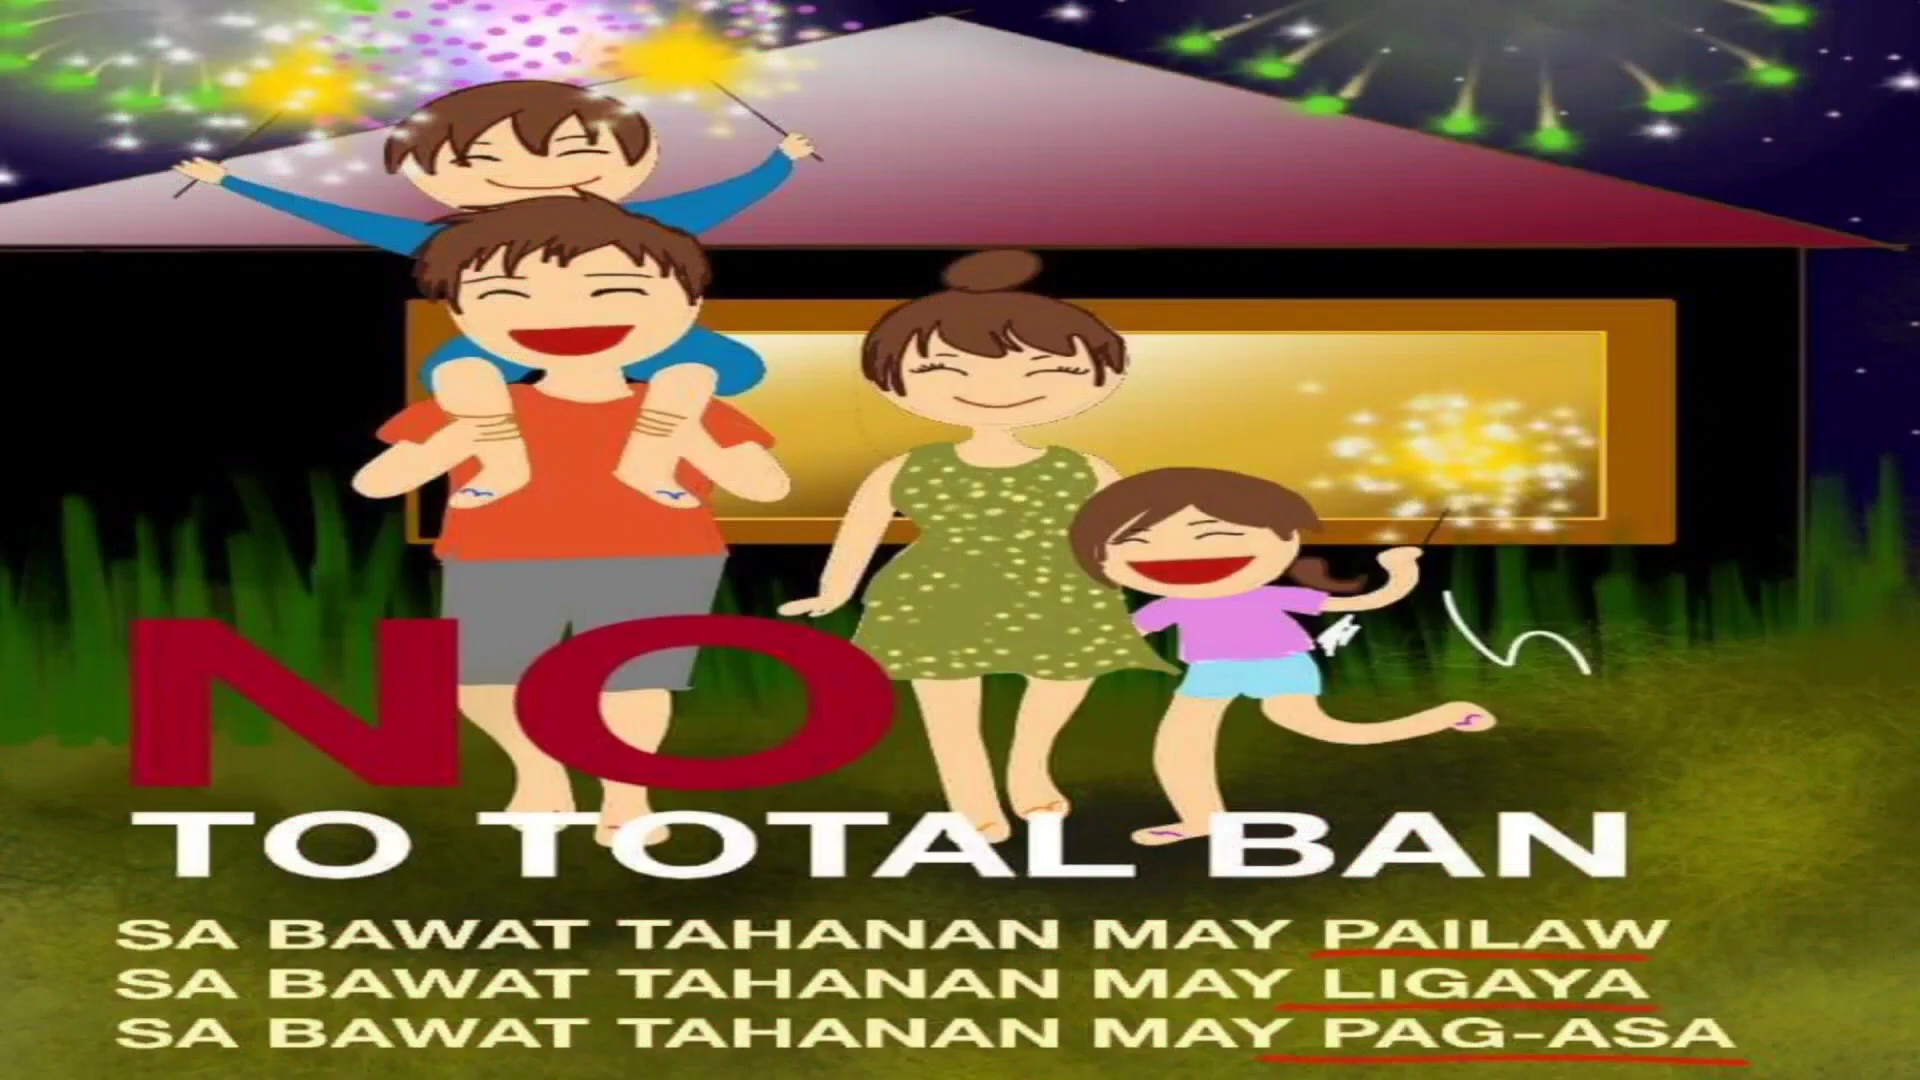 NO
TO TOTAL BAN
SA BAWAT TAHANAN MAY PAILAW
SA BAWAT TAHANAN MAY LIGAYA
SA BAWAT TAHANAN MAY PAG-ASA